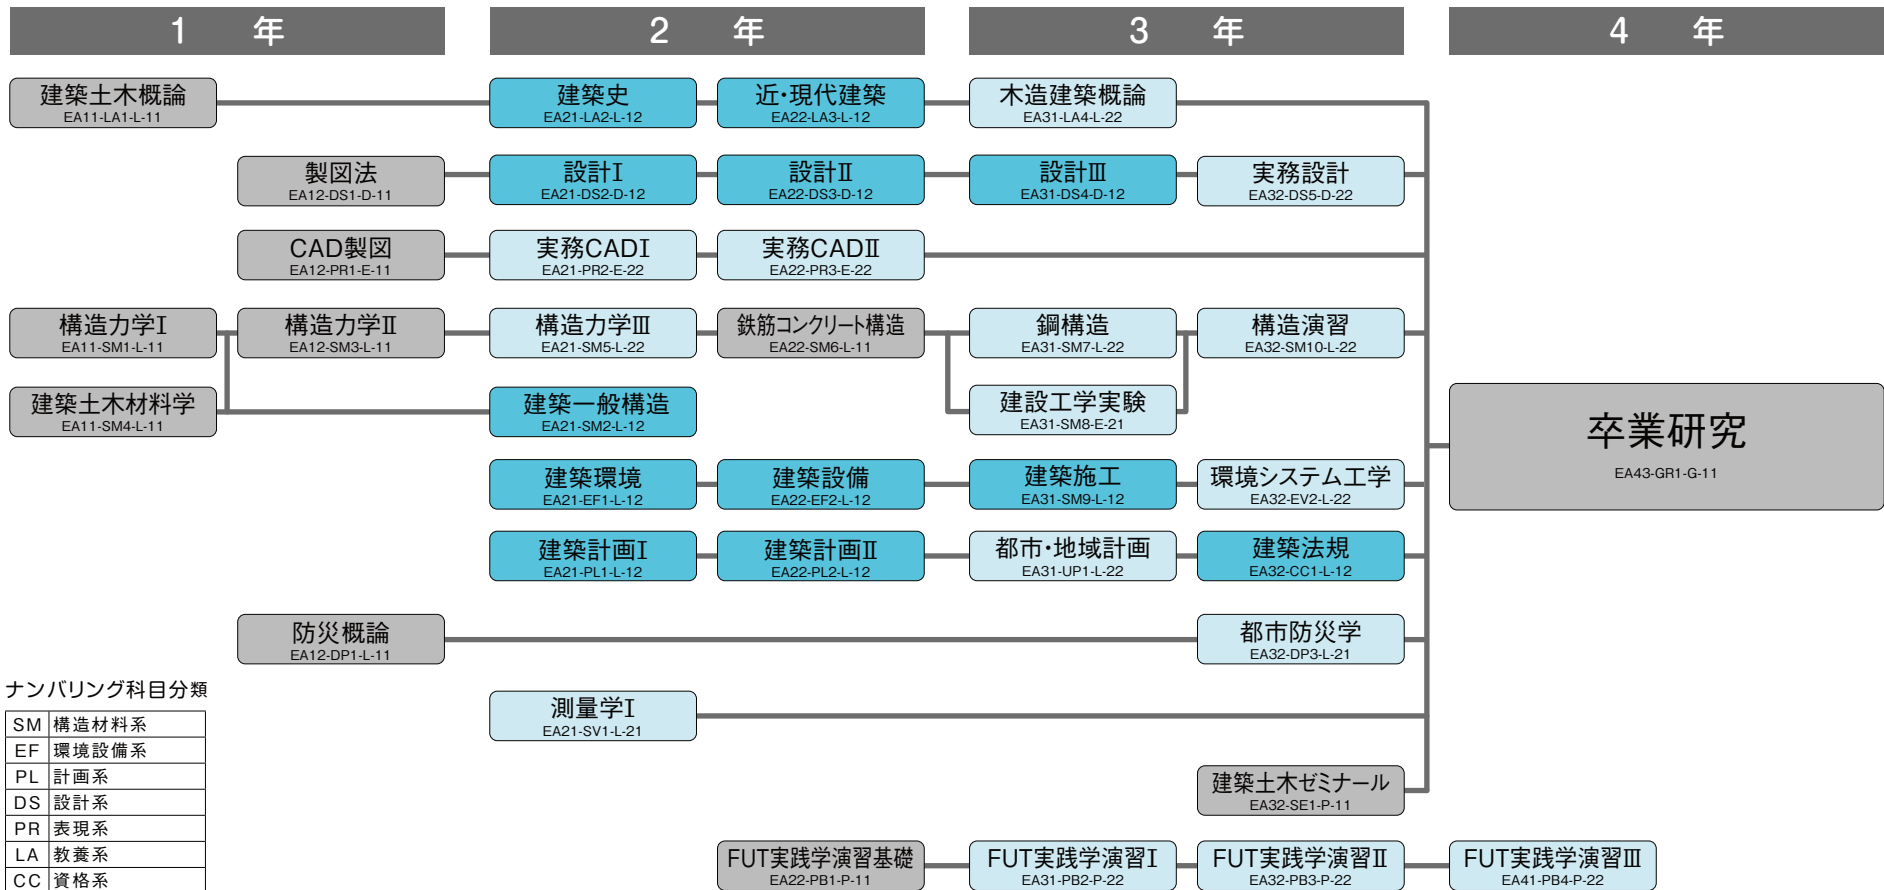 1 年
2 年
3 年
4 年
建築土木概論
EA11-LA1-L-11
建築史
EA21-LA2-L-12
近・現代建築
EA22-LA3-L-12
木造建築概論
EA31-LA4-L-22
製図法
EA12-DS1-D-11
設計Ⅰ
EA21-DS2-D-12
設計Ⅱ
EA22-DS3-D-12
設計Ⅲ
EA31-DS4-D-12
実務設計
EA32-DS5-D-22
CAD製図
EA12-PR1-E-11
実務CADⅠ
EA21-PR2-E-22
実務CADⅡ
EA22-PR3-E-22
構造力学Ⅰ
EA11-SM1-L-11
構造力学Ⅱ
EA12-SM3-L-11
構造力学Ⅲ
EA21-SM5-L-22
鉄筋コンクリート構造
EA22-SM6-L-11
鋼構造
EA31-SM7-L-22
構造演習
EA32-SM10-L-22
建築土木材料学
EA11-SM4-L-11
建築一般構造
EA21-SM2-L-12
建設工学実験
EA31-SM8-E-21
卒業研究
EA43-GR1-G-11
建築環境
EA21-EF1-L-12
建築設備
EA22-EF2-L-12
建築施工
EA31-SM9-L-12
環境システム工学
EA32-EV2-L-22
建築計画Ⅰ
EA21-PL1-L-12
建築計画Ⅱ
EA22-PL2-L-12
都市・地域計画
EA31-UP1-L-22
建築法規
EA32-CC1-L-12
防災概論
EA12-DP1-L-11
都市防災学
EA32-DP3-L-21
測量学Ⅰ
EA21-SV1-L-21
建築土木ゼミナール
EA32-SE1-P-11
FUT実践学演習基礎
EA22-PB1-P-11
FUT実践学演習Ⅰ
EA31-PB2-P-22
FUT実践学演習Ⅱ
EA32-PB3-P-22
FUT実践学演習Ⅲ
EA41-PB4-P-22
ナンバリング科目分類
SM 構造材料系
EF 環境設備系
PL 計画系
DS 設計系
PR 表現系
LA 教養系
CC 資格系